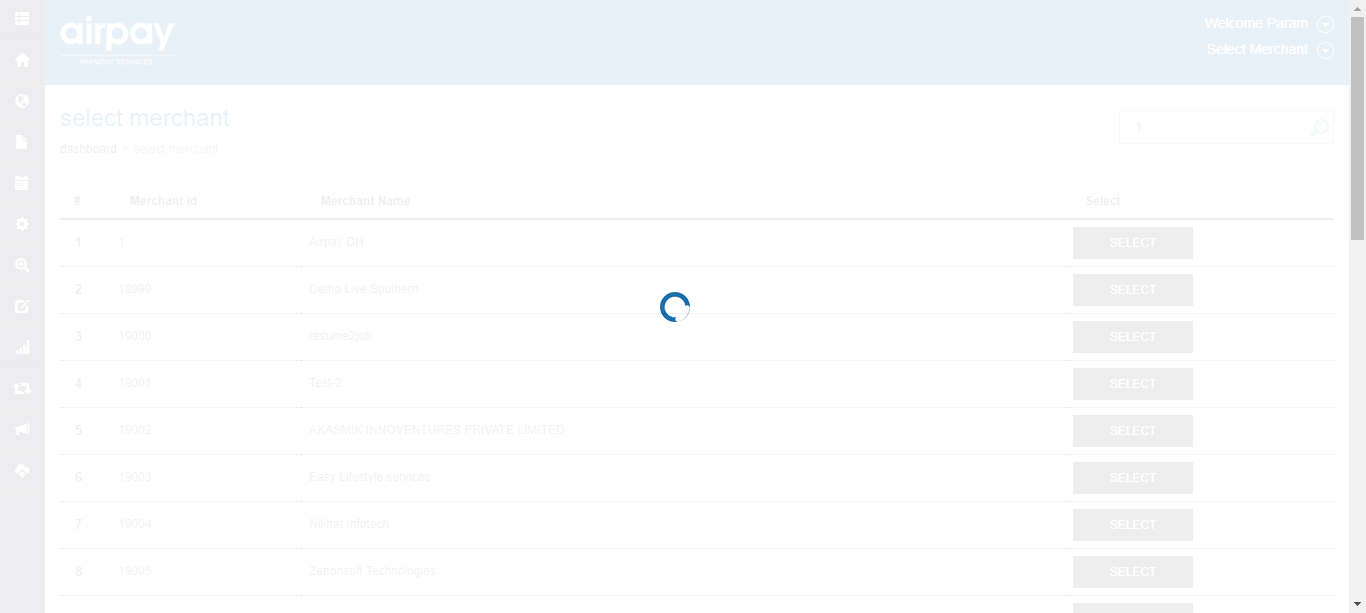 airpay
PAYMENT SERVICES
Welcome Param
Select Merchant
select merchant
1
dashboard > select merchant
# Merchant id Merchant Name Select
1 1 Airpay DH SELECT
2 18999 Demo Live Southern SELECT
3 19000 resuma2job SELECT
4 19001 Test-2 SELECT
5 19002 AKASMIK INNOVENTURES PRIVATE LIMITED SELECT
6 19003 Easy Lifestyle services SELECT
7 19004 Nikhat Infotech SELECT
8 19005 Zenonsoft Technologies SELECT